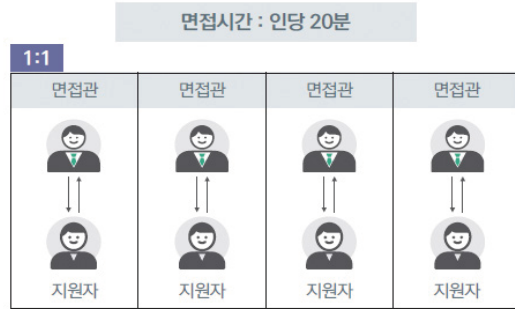 면접시간 : 인당 20분
1:1
면접관 면접관 면접관 면접관
지원자 지원자 지원자 지원자